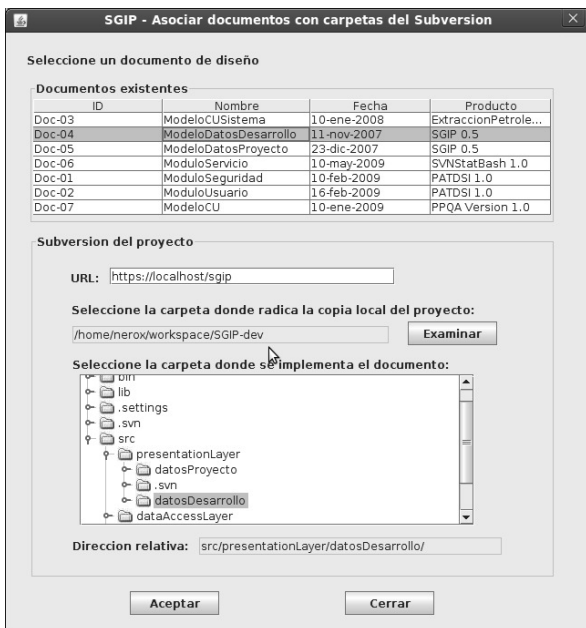 SGIP - Asociar documentos con carpetas del Subversion
Seleccione un documento de diseño
Documentos existentes
ID Nombre Fecha Producto
Doc-03 ModeloCUSistema 10-ene-2008 ExtraccionPetrole...
Doc-04 ModeloDatosDesarrollo 11-nov-2007 SGIP 0.5
Doc-05 ModeloDatosProyecto 23-dic-2007 SGIP 0.5
Doc-06 ModuloServicio 10-may-2009 SVNStatBash 1.0
Doc-01 ModuloSeguridad 10-feb-2009 PATDSI 1.0
Doc-02 ModuloUsuario 16-feb-2009 PATDSI 1.0
Doc-07 ModeloCU 10-ene-2009 PPQA Version 1.0
Subversion del proyecto
URL: https://localhost/sgip
Seleccione la carpeta donde radica la copia local del proyecto:
/home/nerox/workspace/SGIP-dev Examinar
Seleccione la carpeta donde se implementa el documento:
bin
lib
.settings
.svn
src
presentationLayer
datosProyecto
.svn
datosDesarrollo
dataAccessLayer
Direccion relativa: src/presentationLayer/datosDesarrollo/
Aceptar Cerrar